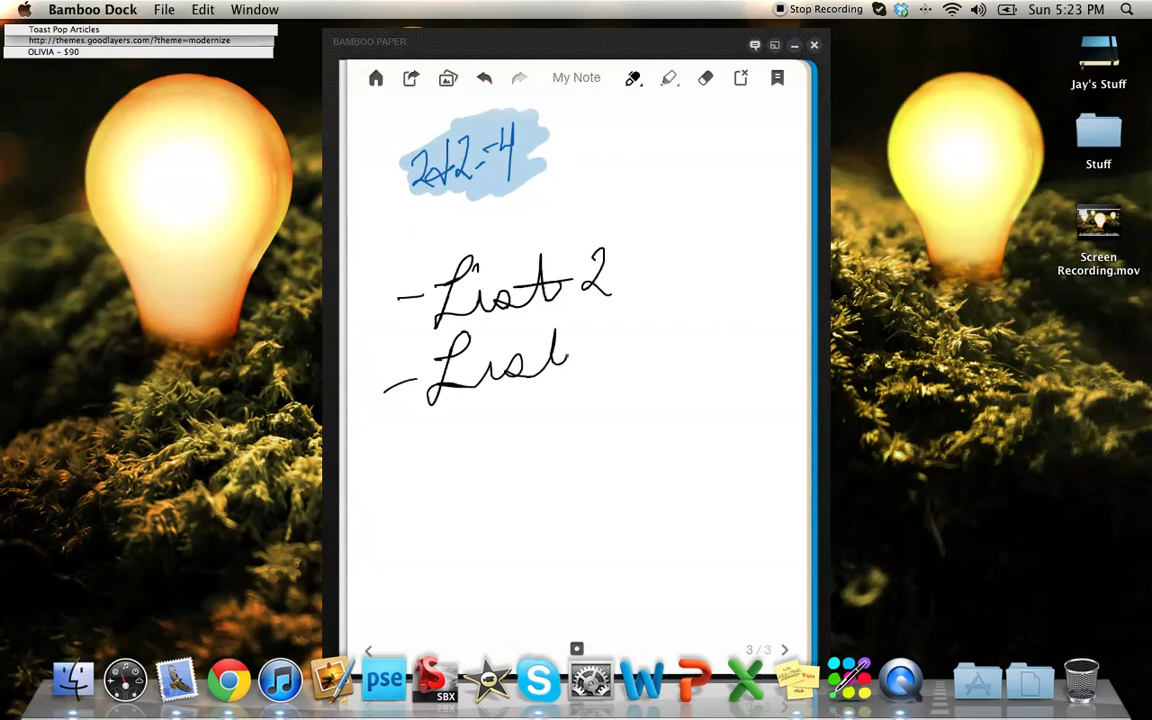 Bamboo Dock File Edit Window
Stop Recording
Sun 5:23 PM
Toast Pop Articles
http://themes.goodlayers.com/?theme=modernize
OLIVIA - $90
BAMBOO PAPER
My Note
2+2=4
- List 2
- List
3 / 3
Jay's Stuff
Stuff
Screen
Recording.mov
pse
S
SBX
S
W
P
X